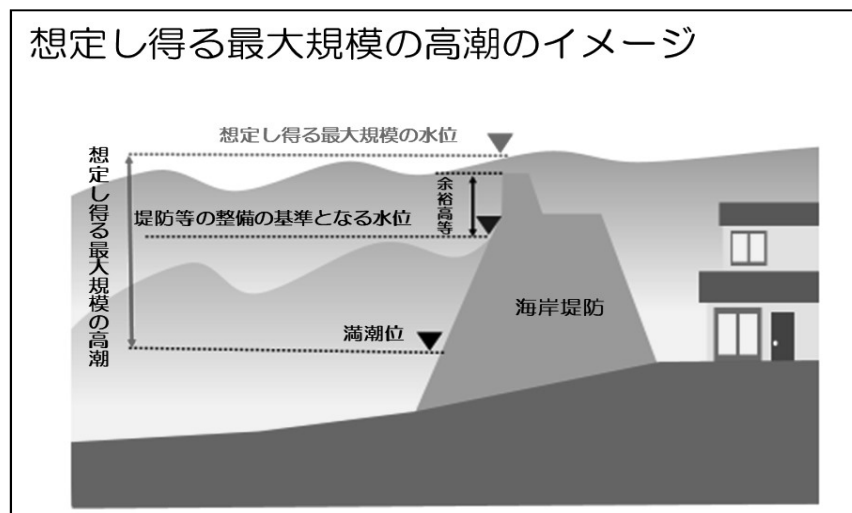 想定し得る最大規模の高潮のイメージ
想定し得る最大規模の水位
想定し得る最大規模の高潮
余裕高等
堤防等の整備の基準となる水位
海岸堤防
満潮位